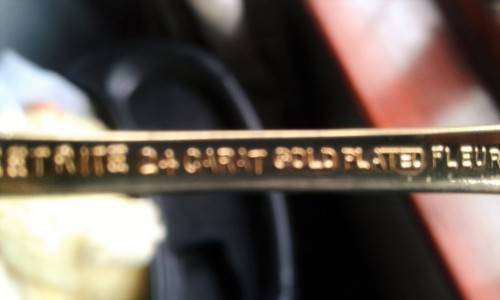 ETRITE 24 CARAT GOLD PLATED FLEUR